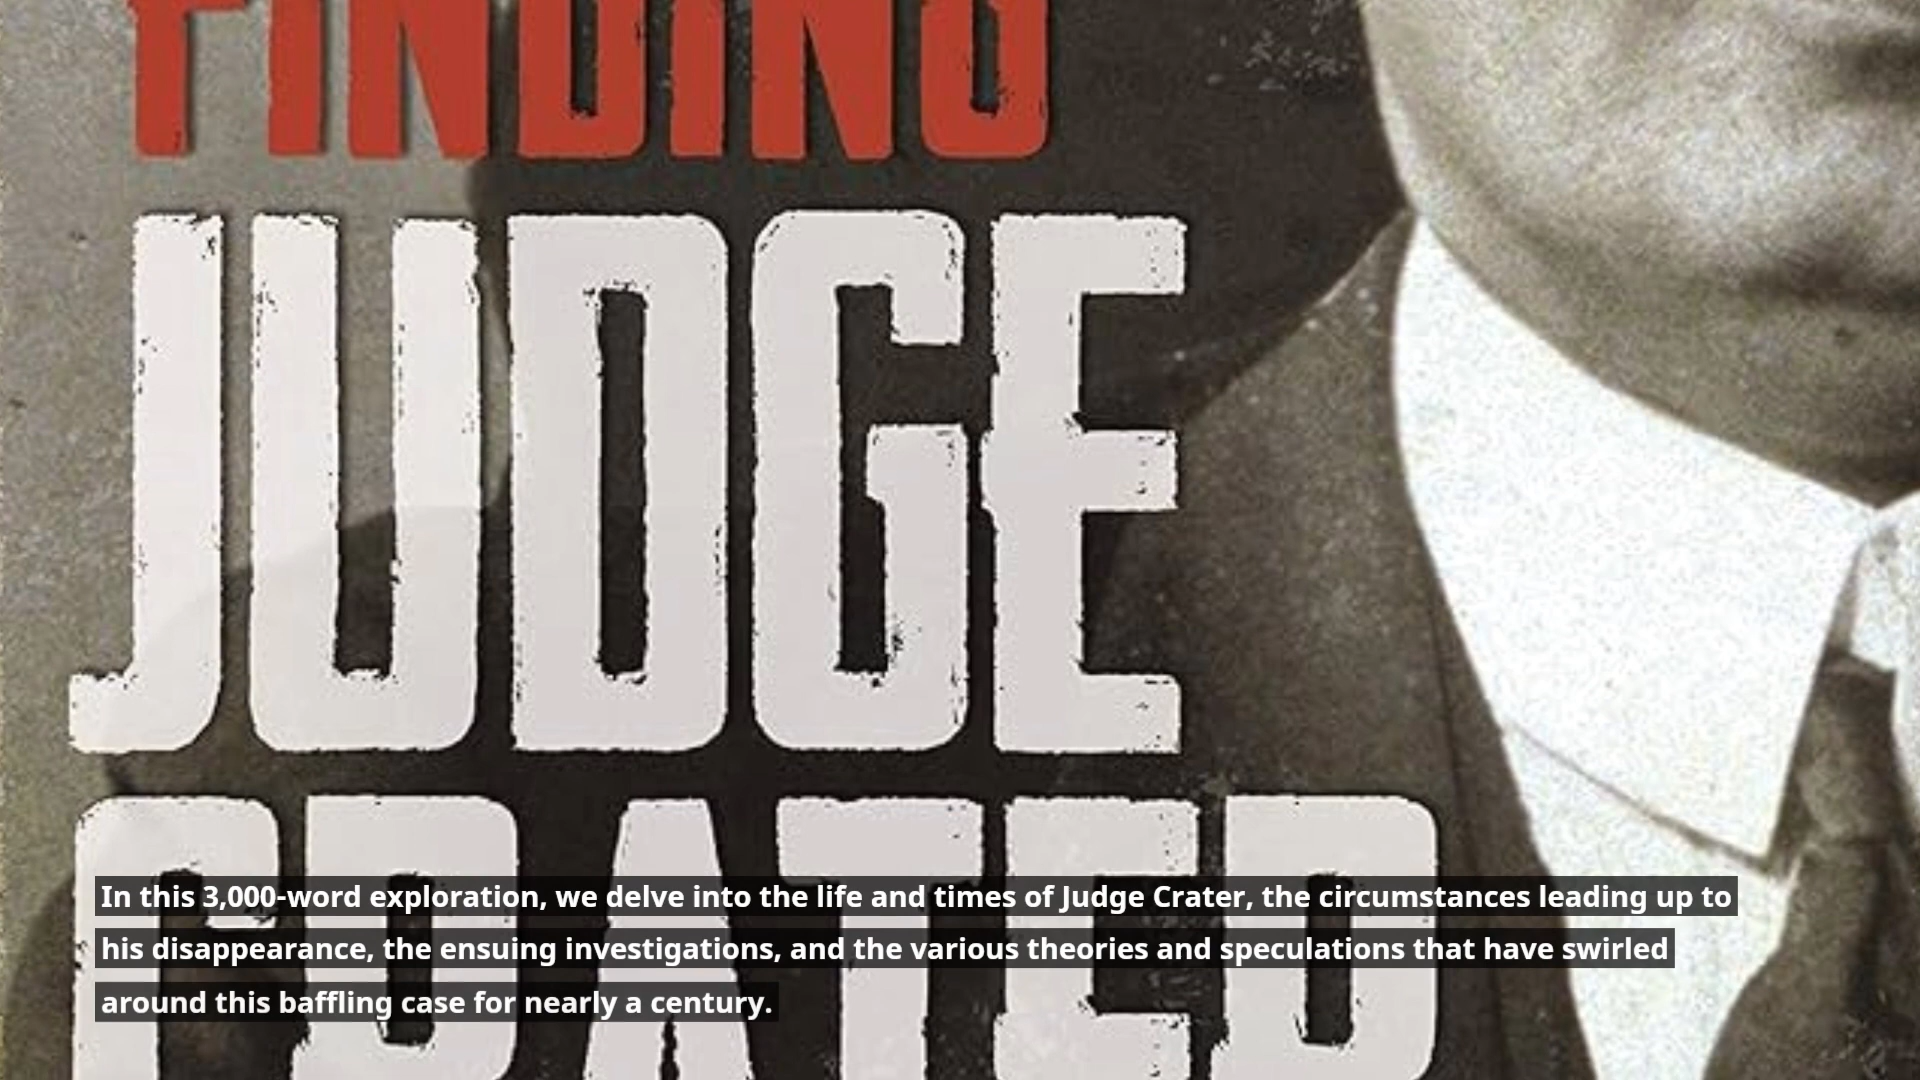 FINDING
JUDGE
CRATER
In this 3,000-word exploration, we delve into the life and times of Judge Crater, the circumstances leading up to
his disappearance, the ensuing investigations, and the various theories and speculations that have swirled
around this baffling case for nearly a century.